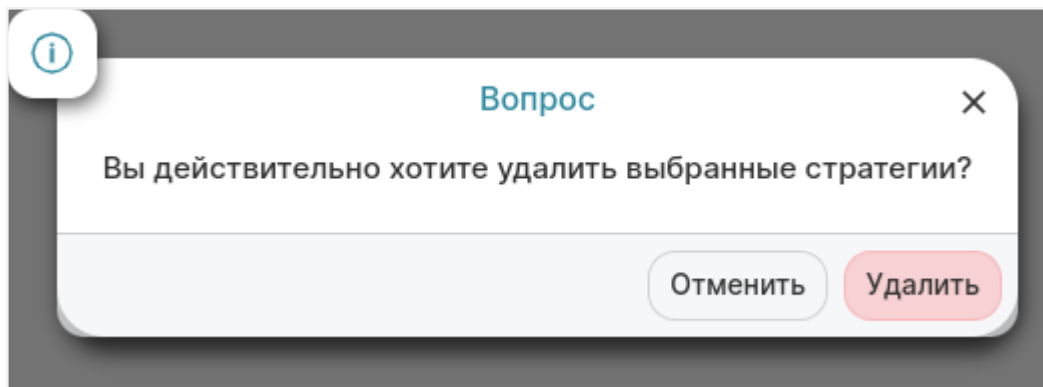 Вопрос
Вы действительно хотите удалить выбранные стратегии?
Отменить Удалить